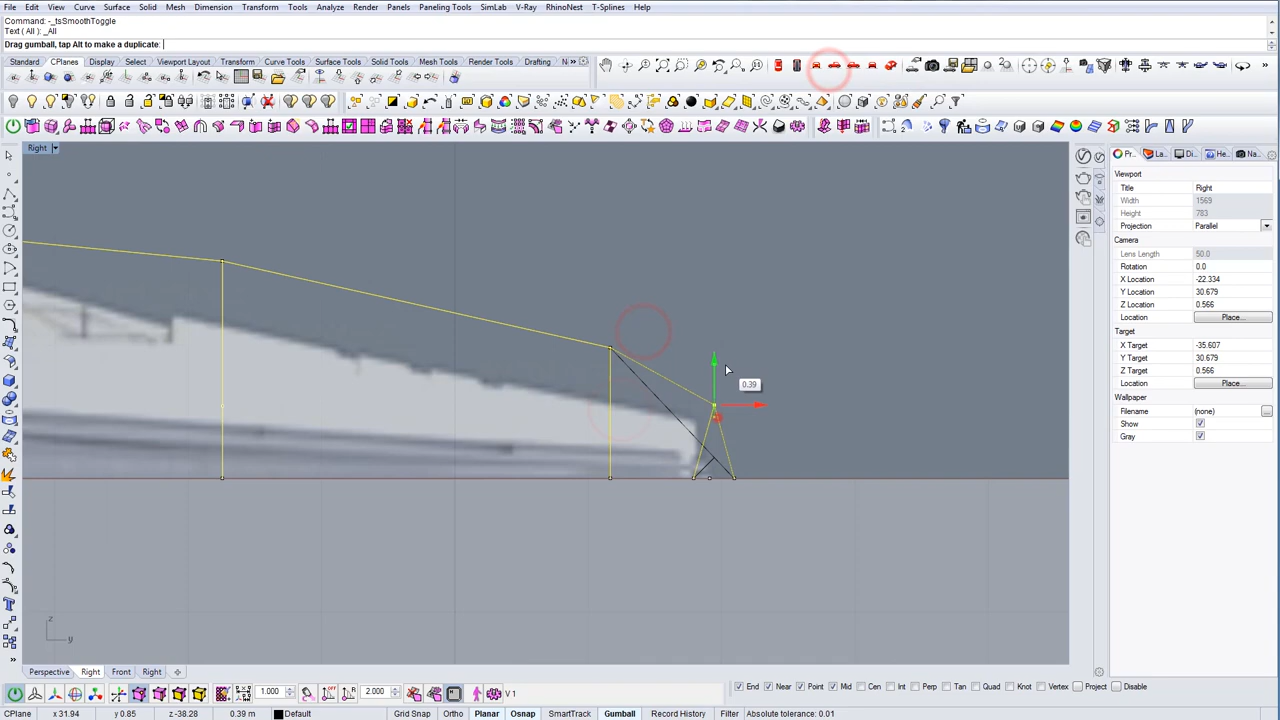 File Edit View Curve Surface Solid Mesh Dimension Transform Tools Analyze Render Panels Paneling Tools SimLab V-Ray RhinoNest T-Splines Help
Command: -_tsSmoothToggle
Text ( All ): _All
Drag gumball, tap Alt to make a duplicate:
Standard CPlanes Display Select Viewport Layout Transform Curve Tools Surface Tools Solid Tools Mesh Tools Render Tools Drafting N
Right
Pr... La... Di... He... Na...
Viewport
Title Right
Width 1569
Height 783
Projection Parallel
Camera
Lens Length 50.0
Rotation 0.0
X Location -22.334
Y Location 30.679
Z Location 0.566
Location Place...
Target
X Target -35.607
Y Target 30.679
Z Target 0.566
Location Place...
Wallpaper
Filename (none) ...
Show
Gray
0.39
z
y
Perspective Right Front Right
1.000 2.000 V 1
End Near Point Mid Cen Int Perp Tan Quad Knot Vertex Project Disable
CPlane x 31.94 y 0.85 z -38.28 0.39 m Default Grid Snap Ortho Planar Osnap SmartTrack Gumball Record History Filter Absolute tolerance: 0.01